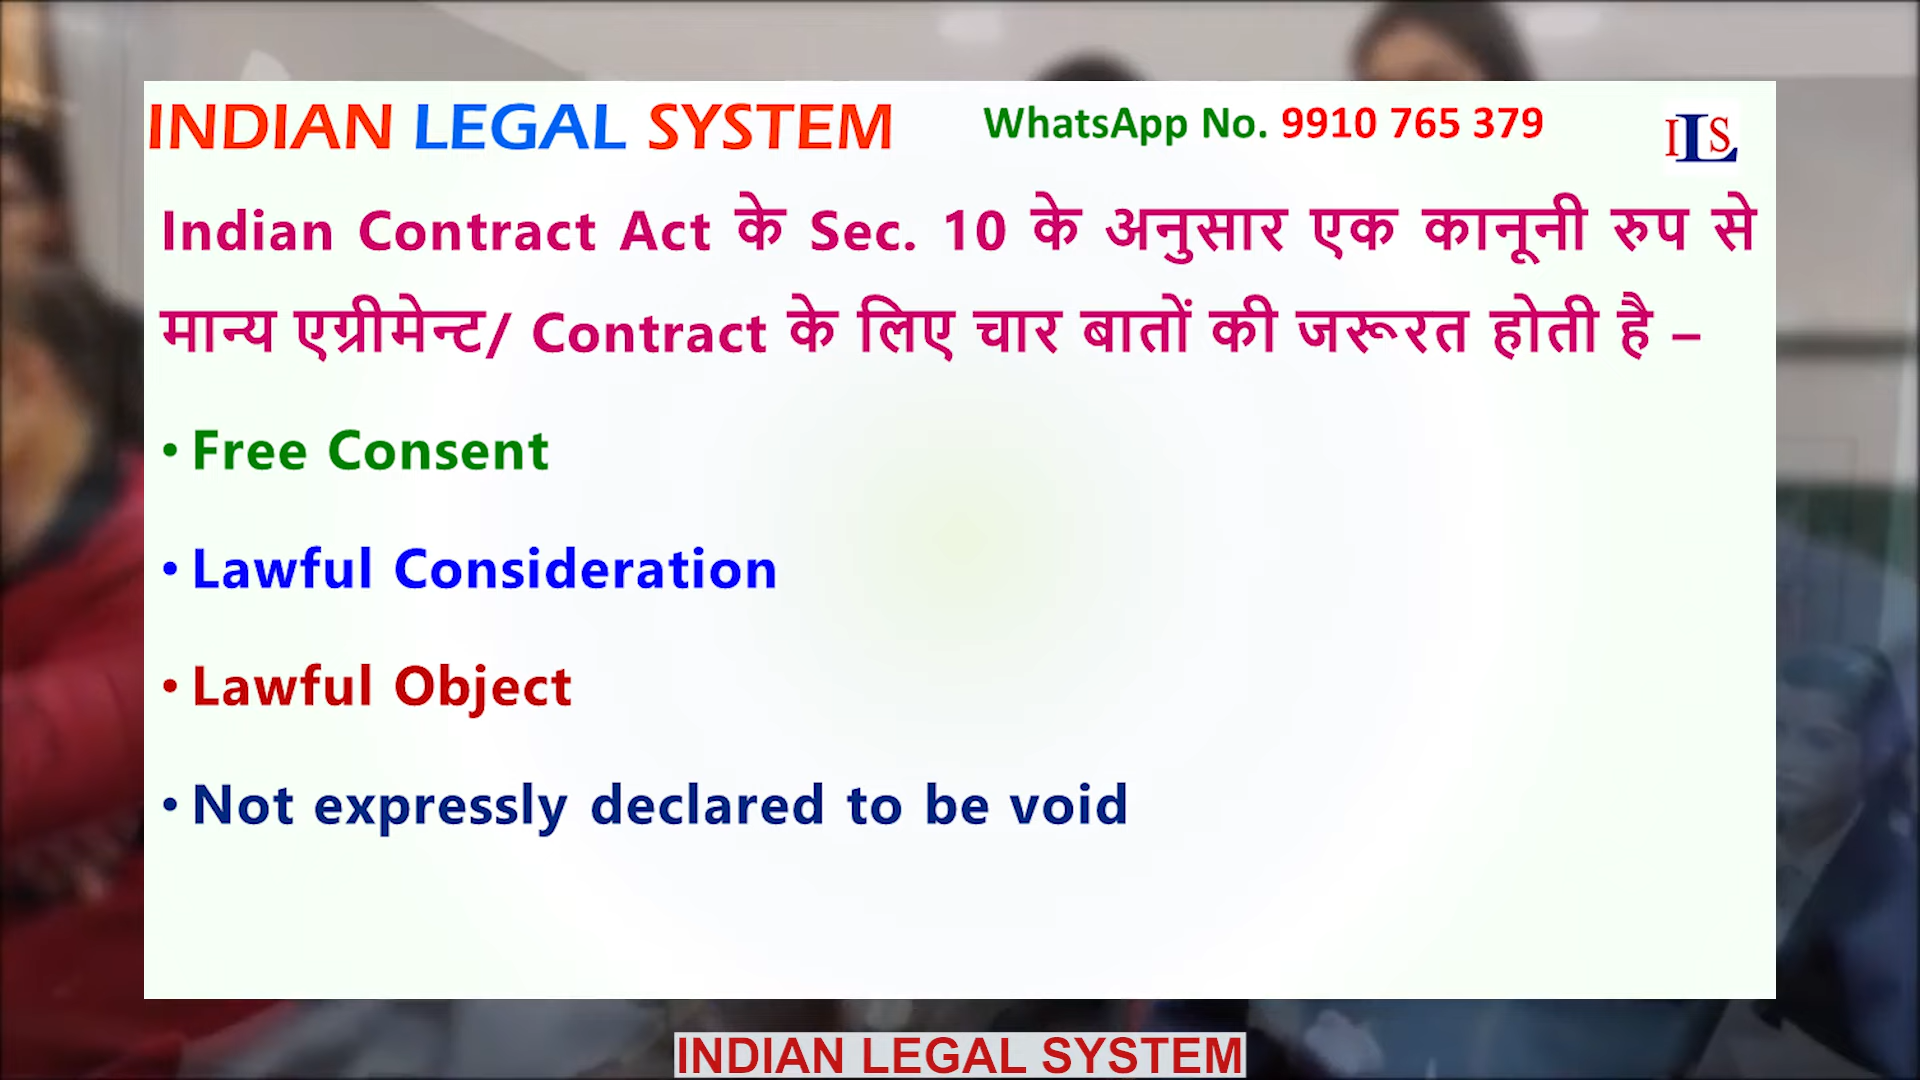 INDIAN LEGAL SYSTEM WhatsApp No. 9910 765 379 ILS
Indian Contract Act के Sec. 10 के अनुसार एक कानूनी रुप से
मान्य एग्रीमेन्ट/ Contract के लिए चार बातों की जरूरत होती है –
• Free Consent
• Lawful Consideration
• Lawful Object
• Not expressly declared to be void
INDIAN LEGAL SYSTEM